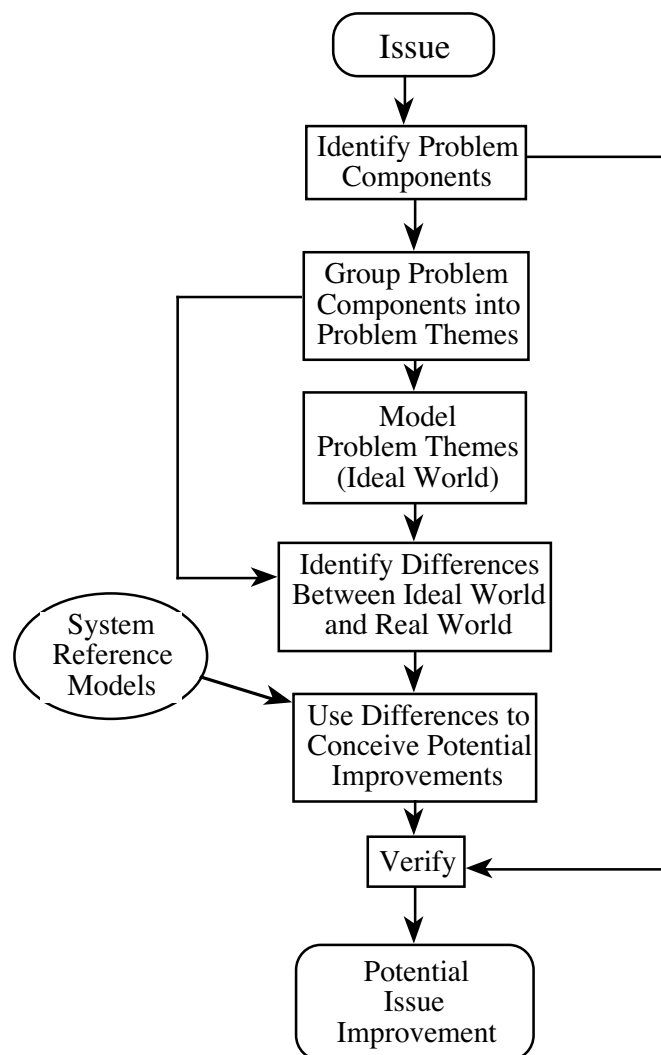 Issue
Identify Problem
Components
Group Problem
Components into
Problem Themes
Model
Problem Themes
(Ideal World)
Identify Differences
Between Ideal World
and Real World
System
Reference
Models
Use Differences to
Conceive Potential
Improvements
Verify
Potential
Issue
Improvement